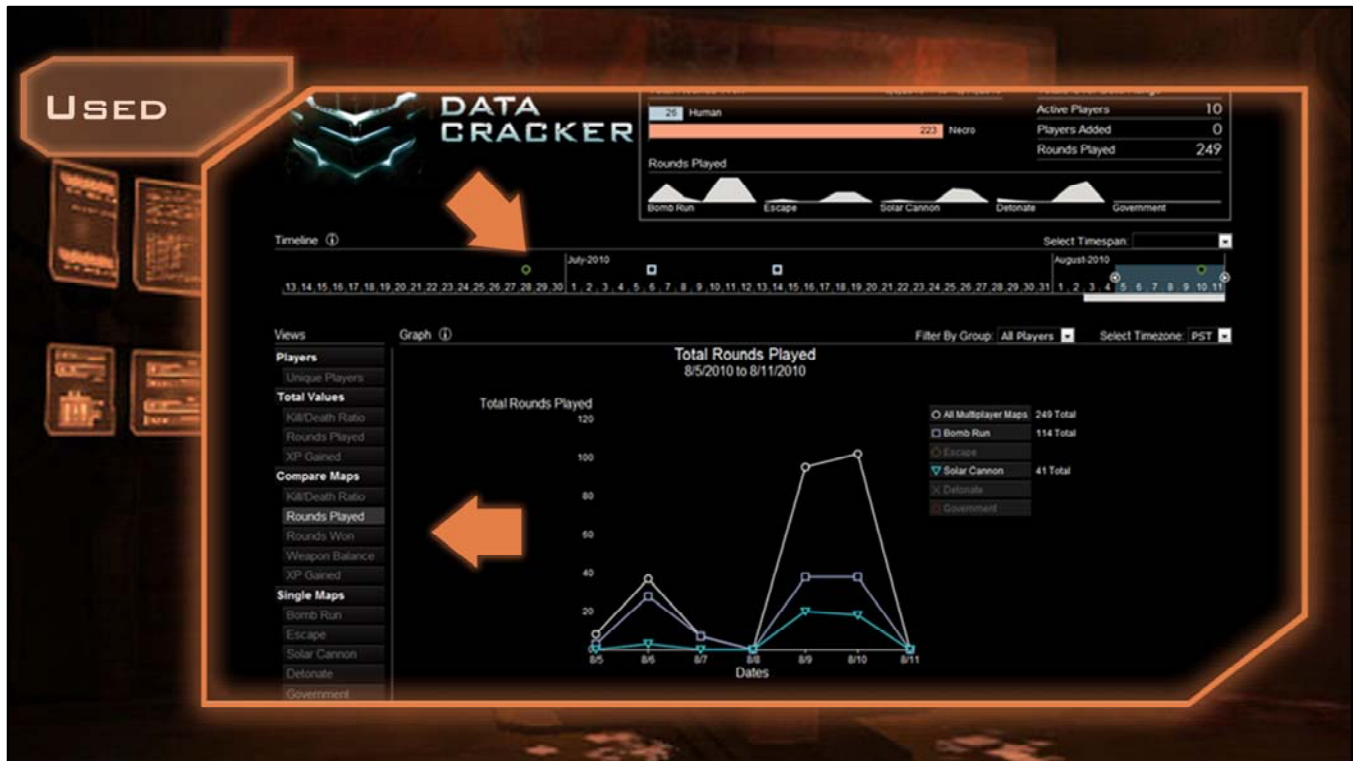 USED
DATA
CRACKER
26 Human
223 Necro
Active Players 10
Players Added 0
Rounds Played 249
Rounds Played
Bomb Run Escape Solar Cannon Detonate Government
Timeline Select Timespan:
July-2010 August-2010
13 14 15 16 17 18 19 20 21 22 23 24 25 26 27 28 29 30 1 2 3 4 5 6 7 8 9 10 11 12 13 14 15 16 17 18 19 20 21 22 23 24 25 26 27 28 29 30 31 1 2 3 4 5 6 7 8 9 10 11
Views Graph Filter By Group: All Players Select Timezone: PST
Players
Unique Players
Total Values
Kill/Death Ratio
Rounds Played
XP Gained
Compare Maps
Kill/Death Ratio
Rounds Played
Rounds Won
Weapon Balance
XP Gained
Single Maps
Bomb Run
Escape
Solar Cannon
Detonate
Government
Total Rounds Played
8/5/2010 to 8/11/2010
Total Rounds Played
120
100
80
60
40
20
0
8/5 8/6 8/7 8/8 8/9 8/10 8/11
Dates
All Multiplayer Maps 249 Total
Bomb Run 114 Total
Escape
Solar Cannon 41 Total
Detonate
Government